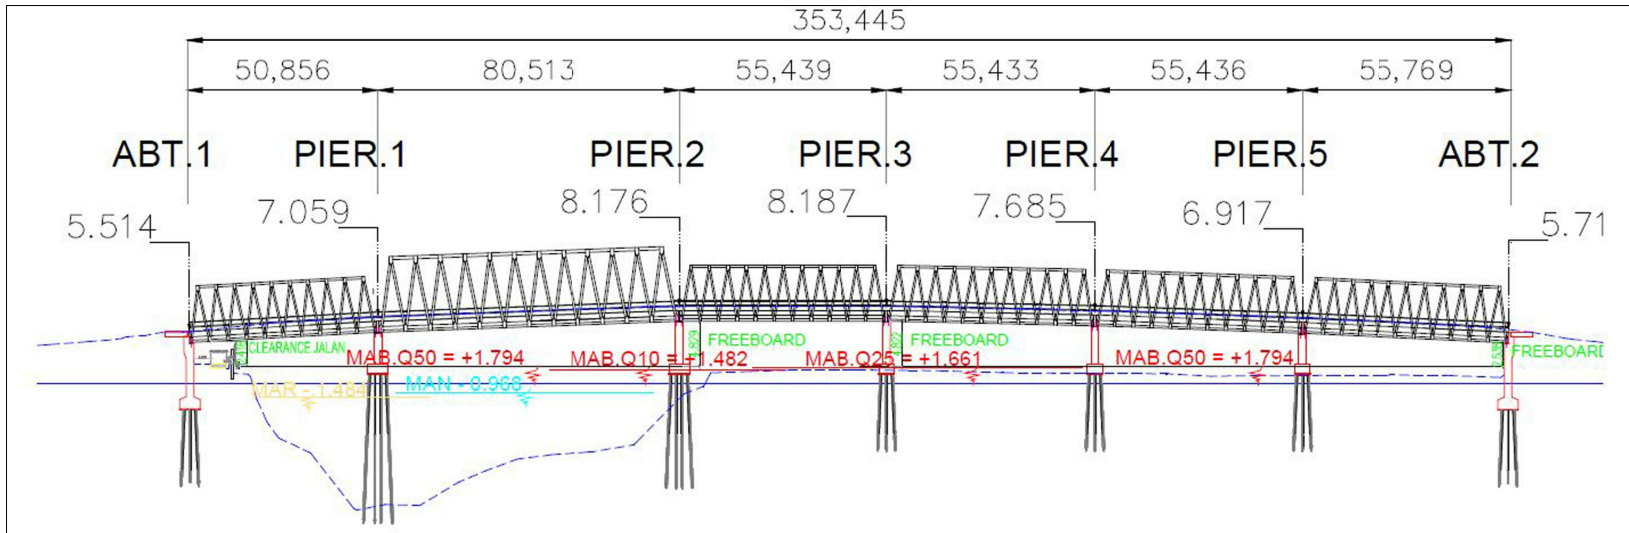 353,445
50,856 80,513 55,439 55,433 55,436 55,769
ABT.1 PIER.1 PIER.2 PIER.3 PIER.4 PIER.5 ABT.2
5.514 7.059 8.176 8.187 7.685 6.917 5.71
CLEARANCE JALAN FREEBOARD FREEBOARD FREEBOARD
MAB.Q50 = +1.794 MAB.Q10 = +1.482 MAB.Q25 = +1.661 MAB.Q50 = +1.794
MAR - 1.484 MAN - 0.968